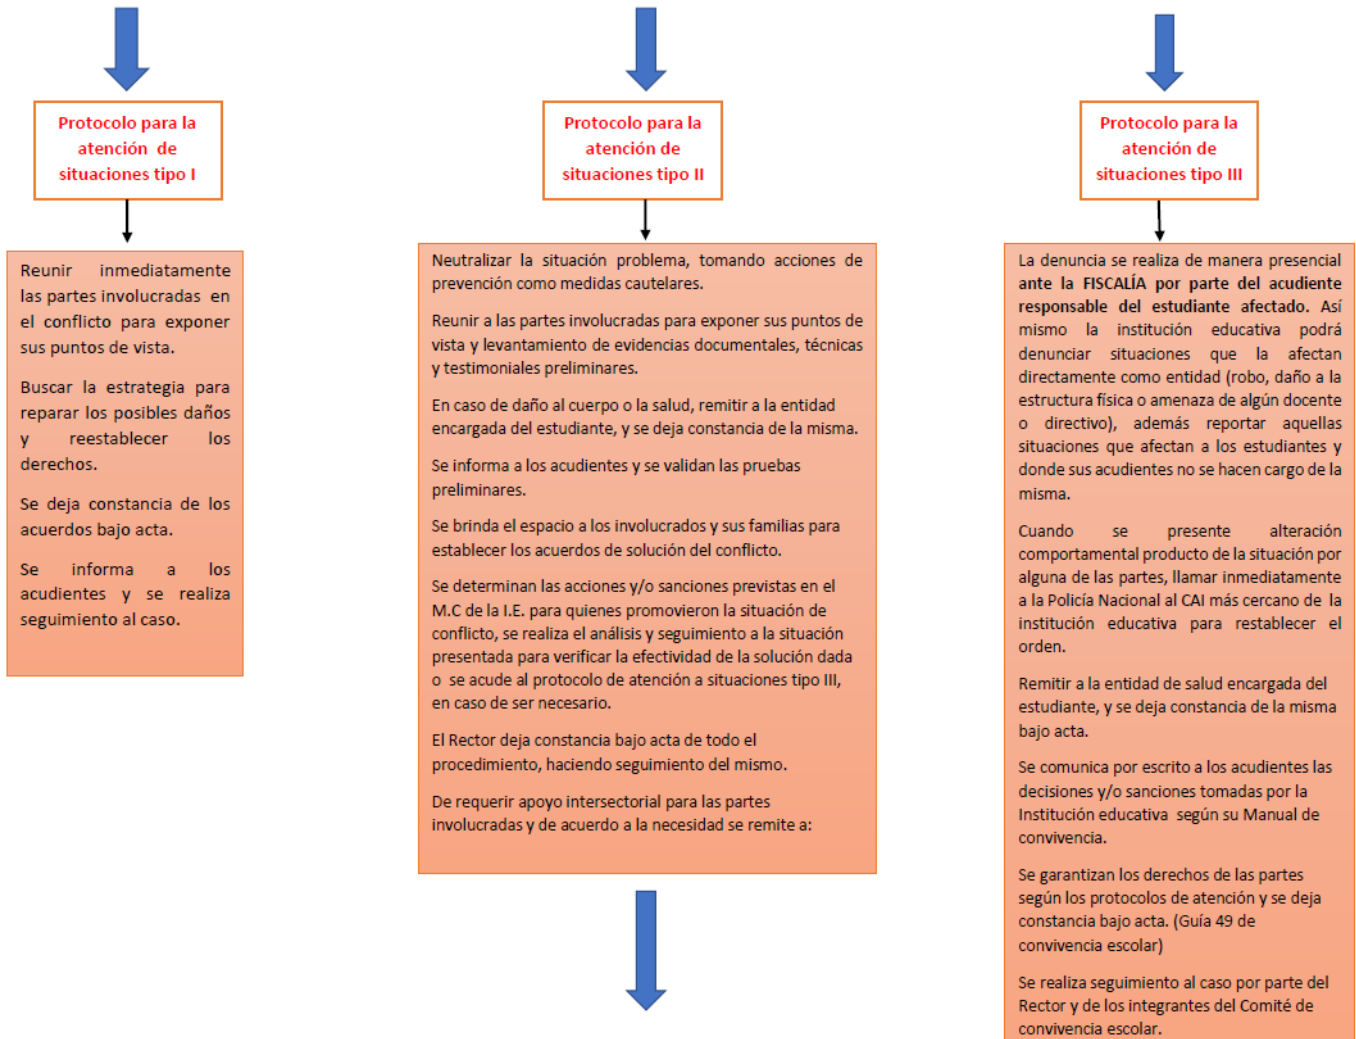 Protocolo para la
atención de
situaciones tipo I
Reunir inmediatamente
las partes involucradas en
el conflicto para exponer
sus puntos de vista.
Buscar la estrategia para
reparar los posibles daños
y reestablecer los
derechos.
Se deja constancia de los
acuerdos bajo acta.
Se informa a los
acudientes y se realiza
seguimiento al caso.
Protocolo para la
atención de
situaciones tipo II
Neutralizar la situación problema, tomando acciones de
prevención como medidas cautelares.
Reunir a las partes involucradas para exponer sus puntos de
vista y levantamiento de evidencias documentales, técnicas
y testimoniales preliminares.
En caso de daño al cuerpo o la salud, remitir a la entidad
encargada del estudiante, y se deja constancia de la misma.
Se informa a los acudientes y se validan las pruebas
preliminares.
Se brinda el espacio a los involucrados y sus familias para
establecer los acuerdos de solución del conflicto.
Se determinan las acciones y/o sanciones previstas en el
M.C de la I.E. para quienes promovieron la situación de
conflicto, se realiza el análisis y seguimiento a la situación
presentada para verificar la efectividad de la solución dada
o se acude al protocolo de atención a situaciones tipo III,
en caso de ser necesario.
El Rector deja constancia bajo acta de todo el
procedimiento, haciendo seguimiento del mismo.
De requerir apoyo intersectorial para las partes
involucradas y de acuerdo a la necesidad se remite a:
Protocolo para la
atención de
situaciones tipo III
La denuncia se realiza de manera presencial
ante la FISCALÍA por parte del acudiente
responsable del estudiante afectado. Así
mismo la institución educativa podrá
denunciar situaciones que la afectan
directamente como entidad (robo, daño a la
estructura física o amenaza de algún docente
o directivo), además reportar aquellas
situaciones que afectan a los estudiantes y
donde sus acudientes no se hacen cargo de la
misma.
Cuando se presente alteración
comportamental producto de la situación por
alguna de las partes, llamar inmediatamente
a la Policía Nacional al CAI más cercano de la
institución educativa para restablecer el
orden.
Remitir a la entidad de salud encargada del
estudiante, y se deja constancia de la misma
bajo acta.
Se comunica por escrito a los acudientes las
decisiones y/o sanciones tomadas por la
Institución educativa según su Manual de
convivencia.
Se garantizan los derechos de las partes
según los protocolos de atención y se deja
constancia bajo acta. (Guía 49 de
convivencia escolar)
Se realiza seguimiento al caso por parte del
Rector y de los integrantes del Comité de
convivencia escolar.